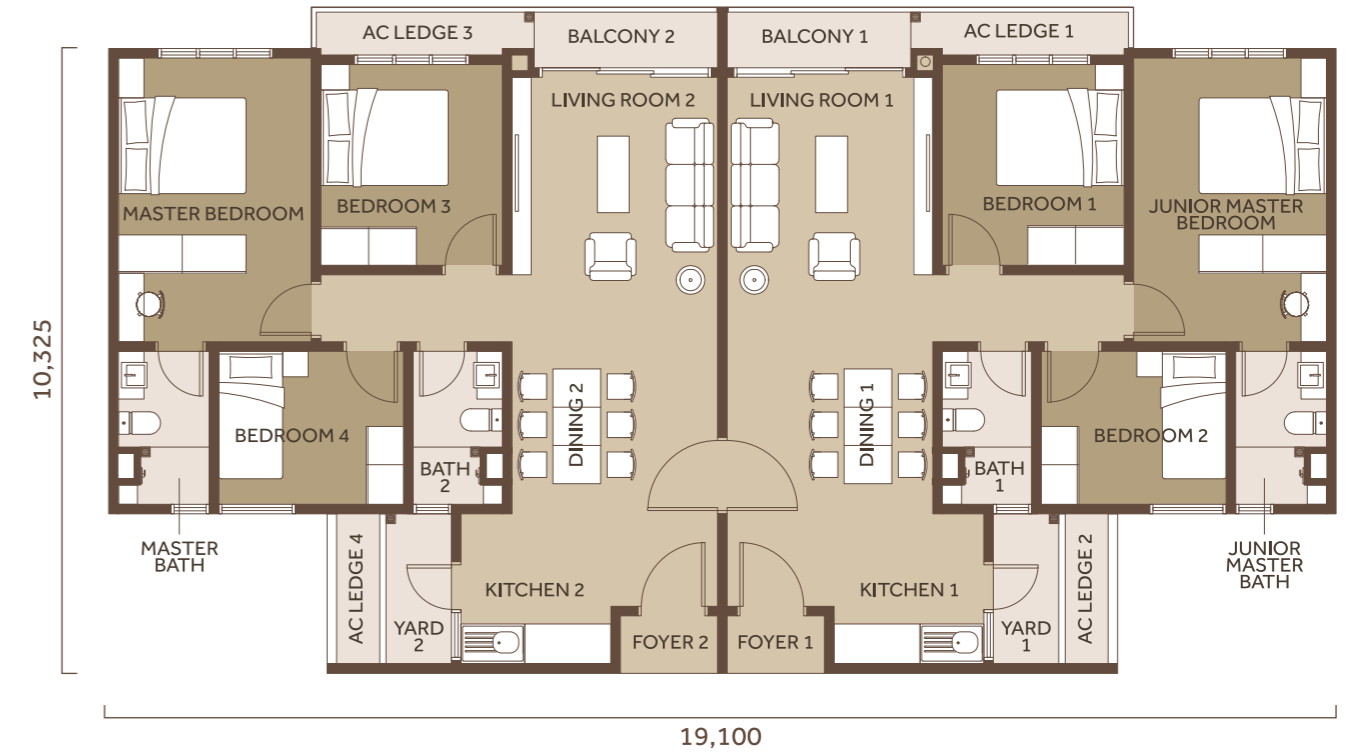 AC LEDGE 3
BALCONY 2
BALCONY 1
AC LEDGE 1
LIVING ROOM 2
LIVING ROOM 1
MASTER BEDROOM
BEDROOM 3
BEDROOM 1
JUNIOR MASTER
BEDROOM
10,325
DINING 2
DINING 1
BEDROOM 4
BATH
2
BATH
1
BEDROOM 2
MASTER
BATH
JUNIOR
MASTER
BATH
AC LEDGE 4
YARD
2
KITCHEN 2
FOYER 2
FOYER 1
KITCHEN 1
YARD
1
AC LEDGE 2
19,100